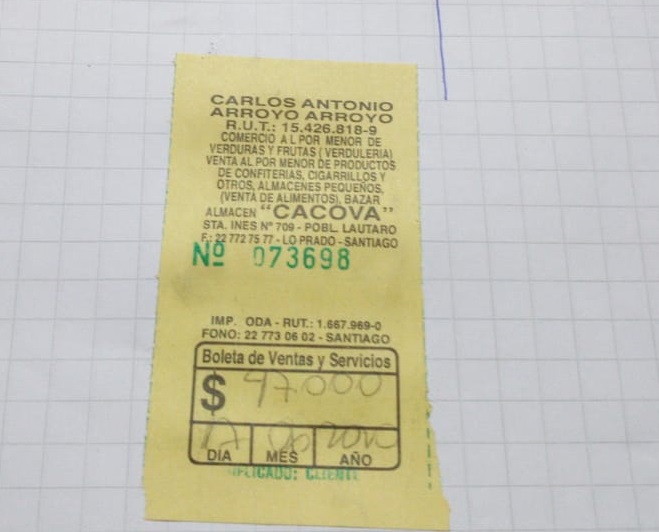 CARLOS ANTONIO
ARROYO ARROYO
R.U.T.: 15.426.818-9
COMERCIO AL POR MENOR DE
VERDURAS Y FRUTAS (VERDULERIA)
VENTA AL POR MENOR DE PRODUCTOS
DE CONFITERIAS, CIGARRILLOS Y
OTROS, ALMACENES PEQUEÑOS,
(VENTA DE ALIMENTOS), BAZAR
ALMACEN "CACOVA"
STA. INES Nº 709 - POBL. LAUTARO
F.: 22 772 75 77 - LO PRADO - SANTIAGO
Nº 073698
IMP. ODA - RUT.: 1.667.969-0
FONO: 22 773 06 02 - SANTIAGO
Boleta de Ventas y Servicios
$ 47.000
DIA MES AÑO
DUPLICADO: CLIENTE